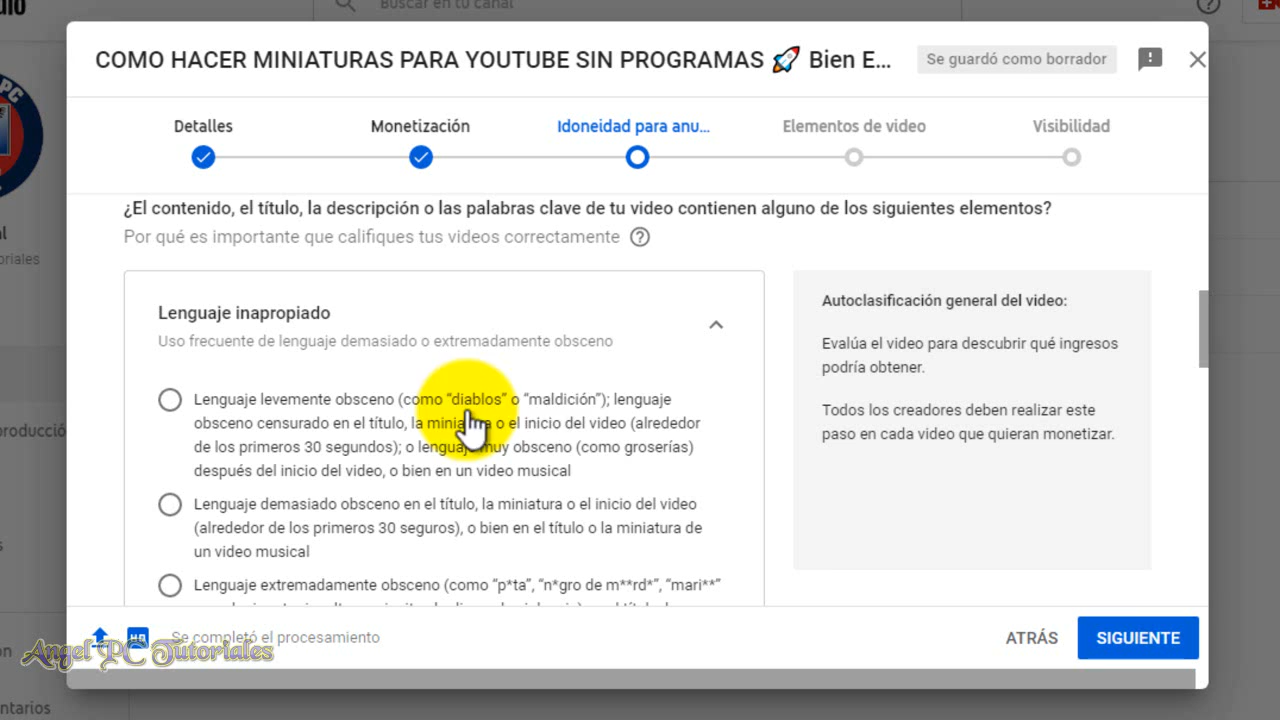 Buscar en tu canal
COMO HACER MINIATURAS PARA YOUTUBE SIN PROGRAMAS 🚀 Bien E...
Se guardó como borrador
Detalles
Monetización
Idoneidad para anu...
Elementos de video
Visibilidad
¿El contenido, el título, la descripción o las palabras clave de tu video contienen alguno de los siguientes elementos?
Por qué es importante que califiques tus videos correctamente
Lenguaje inapropiado
Uso frecuente de lenguaje demasiado o extremadamente obsceno
Lenguaje levemente obsceno (como “diablos” o “maldición”); lenguaje
obsceno censurado en el título, la miniatura o el inicio del video (alrededor
de los primeros 30 segundos); o lenguaje muy obsceno (como groserías)
después del inicio del video, o bien en un video musical
Lenguaje demasiado obsceno en el título, la miniatura o el inicio del video
(alrededor de los primeros 30 seguros), o bien en el título o la miniatura de
un video musical
Lenguaje extremadamente obsceno (como “p*ta”, “n*gro de m**rd*”, “mari**”
Autoclasificación general del video:
Evalúa el video para descubrir qué ingresos
podría obtener.
Todos los creadores deben realizar este
paso en cada video que quieran monetizar.
HD
Se completó el procesamiento
ATRÁS
SIGUIENTE
Angel PC Tutoriales
PC
oriales
producció
on
ntarios